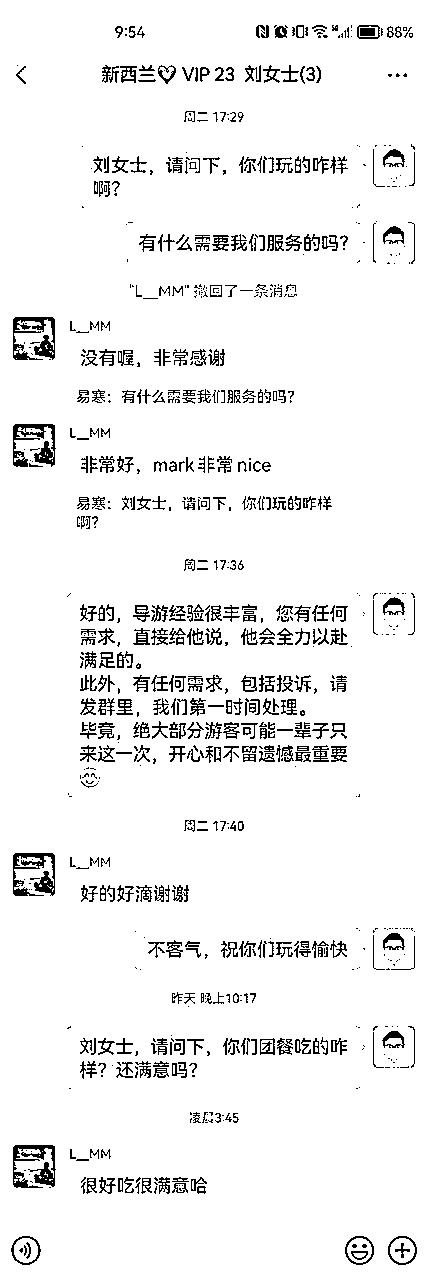 9:54
88%
新西兰♡ VIP 23 刘女士(3)
周二 17:29
刘女士，请问下，你们玩的咋样
啊？
有什么需要我们服务的吗？
"L__MM" 撤回了一条消息
L__MM
没有喔，非常感谢
易寒：有什么需要我们服务的吗？
L__MM
非常好，mark非常nice
易寒：刘女士，请问下，你们玩的咋样
啊？
周二 17:36
好的，导游经验很丰富，您有任何
需求，直接给他说，他会全力以赴
满足的。
此外，有任何需求，包括投诉，请
发群里，我们第一时间处理。
毕竟，绝大部分游客可能一辈子只
来这一次，开心和不留遗憾最重要
😊
周二 17:40
L__MM
好的好滴谢谢
不客气，祝你们玩得愉快
昨天 晚上10:17
刘女士，请问下，你们团餐吃的咋
样？还满意吗？
凌晨3:45
L__MM
很好吃很满意哈